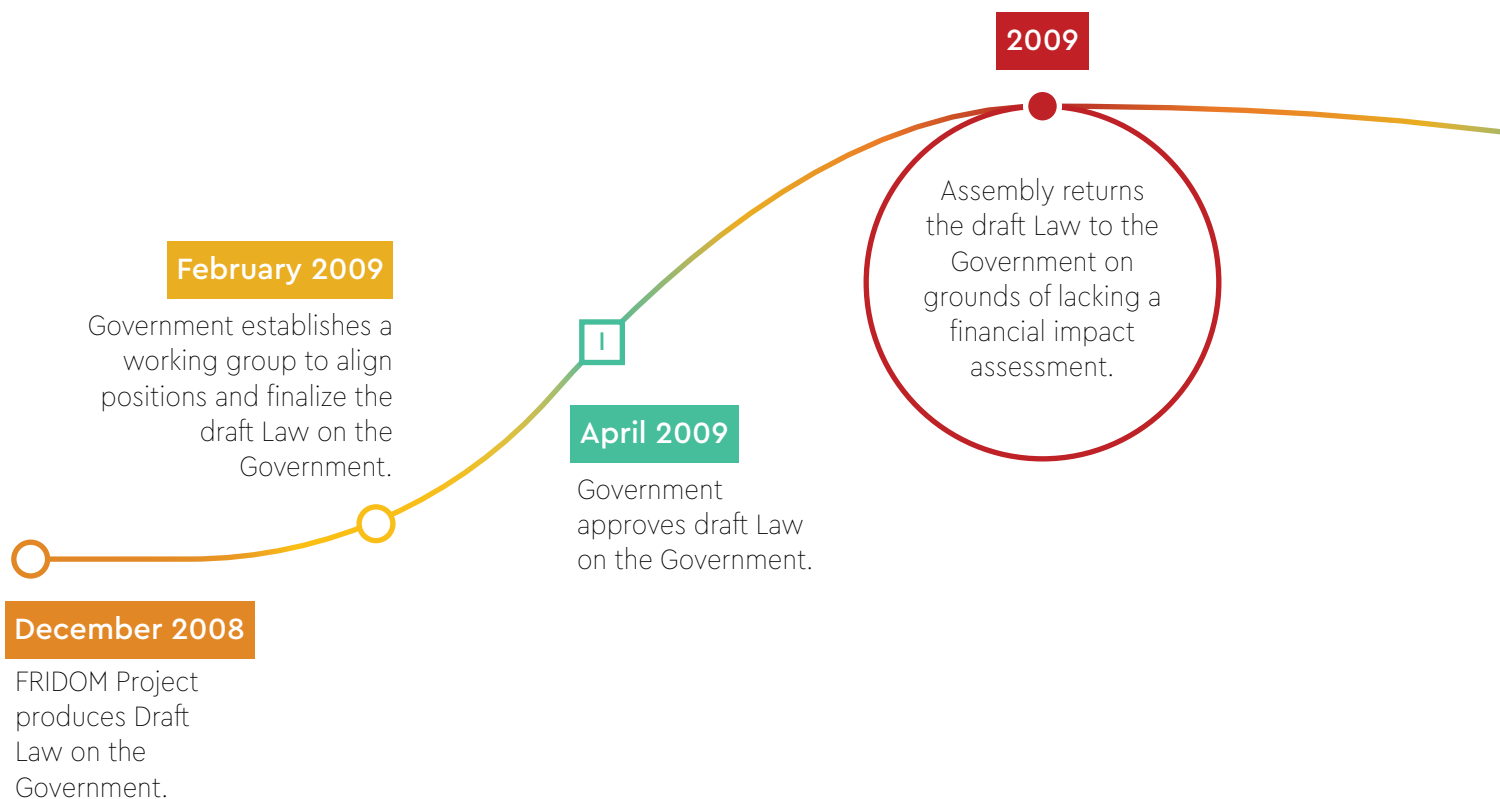 December 2008
FRIDOM Project
produces Draft
Law on the
Government.
February 2009
Government establishes a
working group to align
positions and finalize the
draft Law on the
Government.
I
April 2009
Government
approves draft Law
on the Government.
2009
Assembly returns
the draft Law to the
Government on
grounds of lacking a
financial impact
assessment.